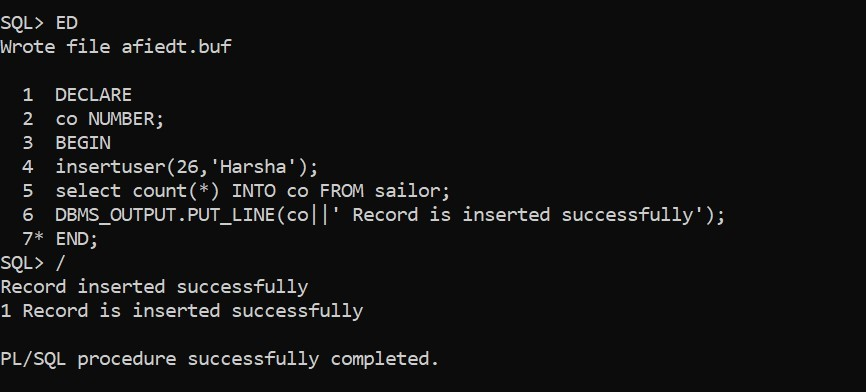 SQL> ED
Wrote file afiedt.buf
  1  DECLARE
  2  co NUMBER;
  3  BEGIN
  4  insertuser(26,'Harsha');
  5  select count(*) INTO co FROM sailor;
  6  DBMS_OUTPUT.PUT_LINE(co||' Record is inserted successfully');
  7* END;
SQL> /
Record inserted successfully
1 Record is inserted successfully
PL/SQL procedure successfully completed.